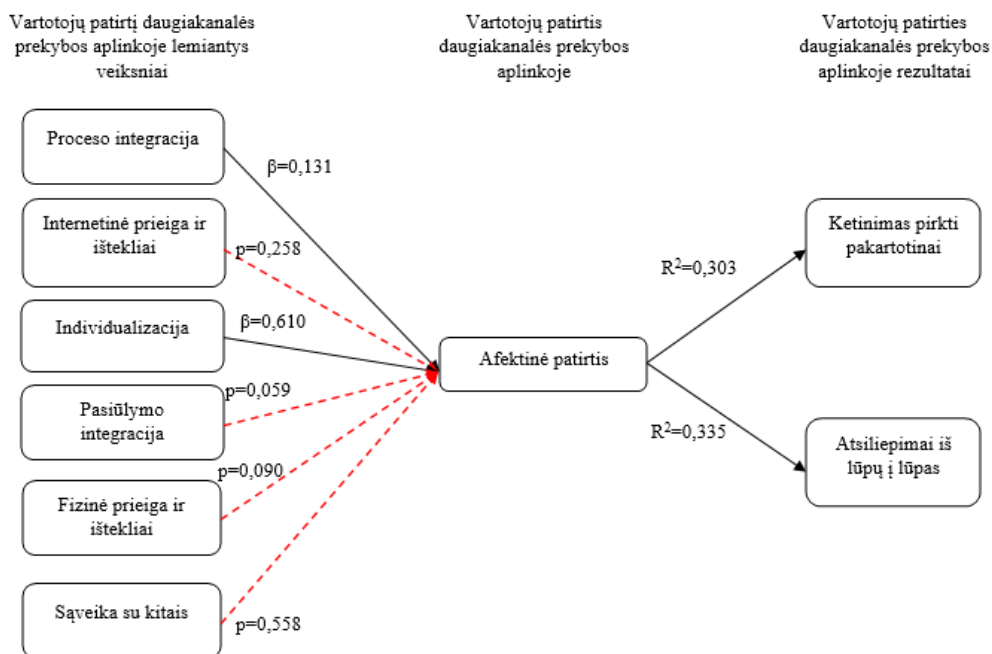 Vartotojų patirtį daugiakanalės
prekybos aplinkoje lemiantys
veiksniai
Vartotojų patirtis
daugiakanalės prekybos
aplinkoje
Vartotojų patirties
daugiakanalės prekybos
aplinkoje rezultatai
Proceso integracija
β=0,131
Internetinė prieiga ir
ištekliai
p=0,258
Individualizacija
β=0,610
Pasiūlymo
integracija
p=0,059
Fizinė prieiga ir
ištekliai
p=0,090
Sąveika su kitais
p=0,558
Afektinė patirtis
R²=0,303
R²=0,335
Ketinimas pirkti
pakartotinai
Atsiliepimai iš
lūpų į lūpas